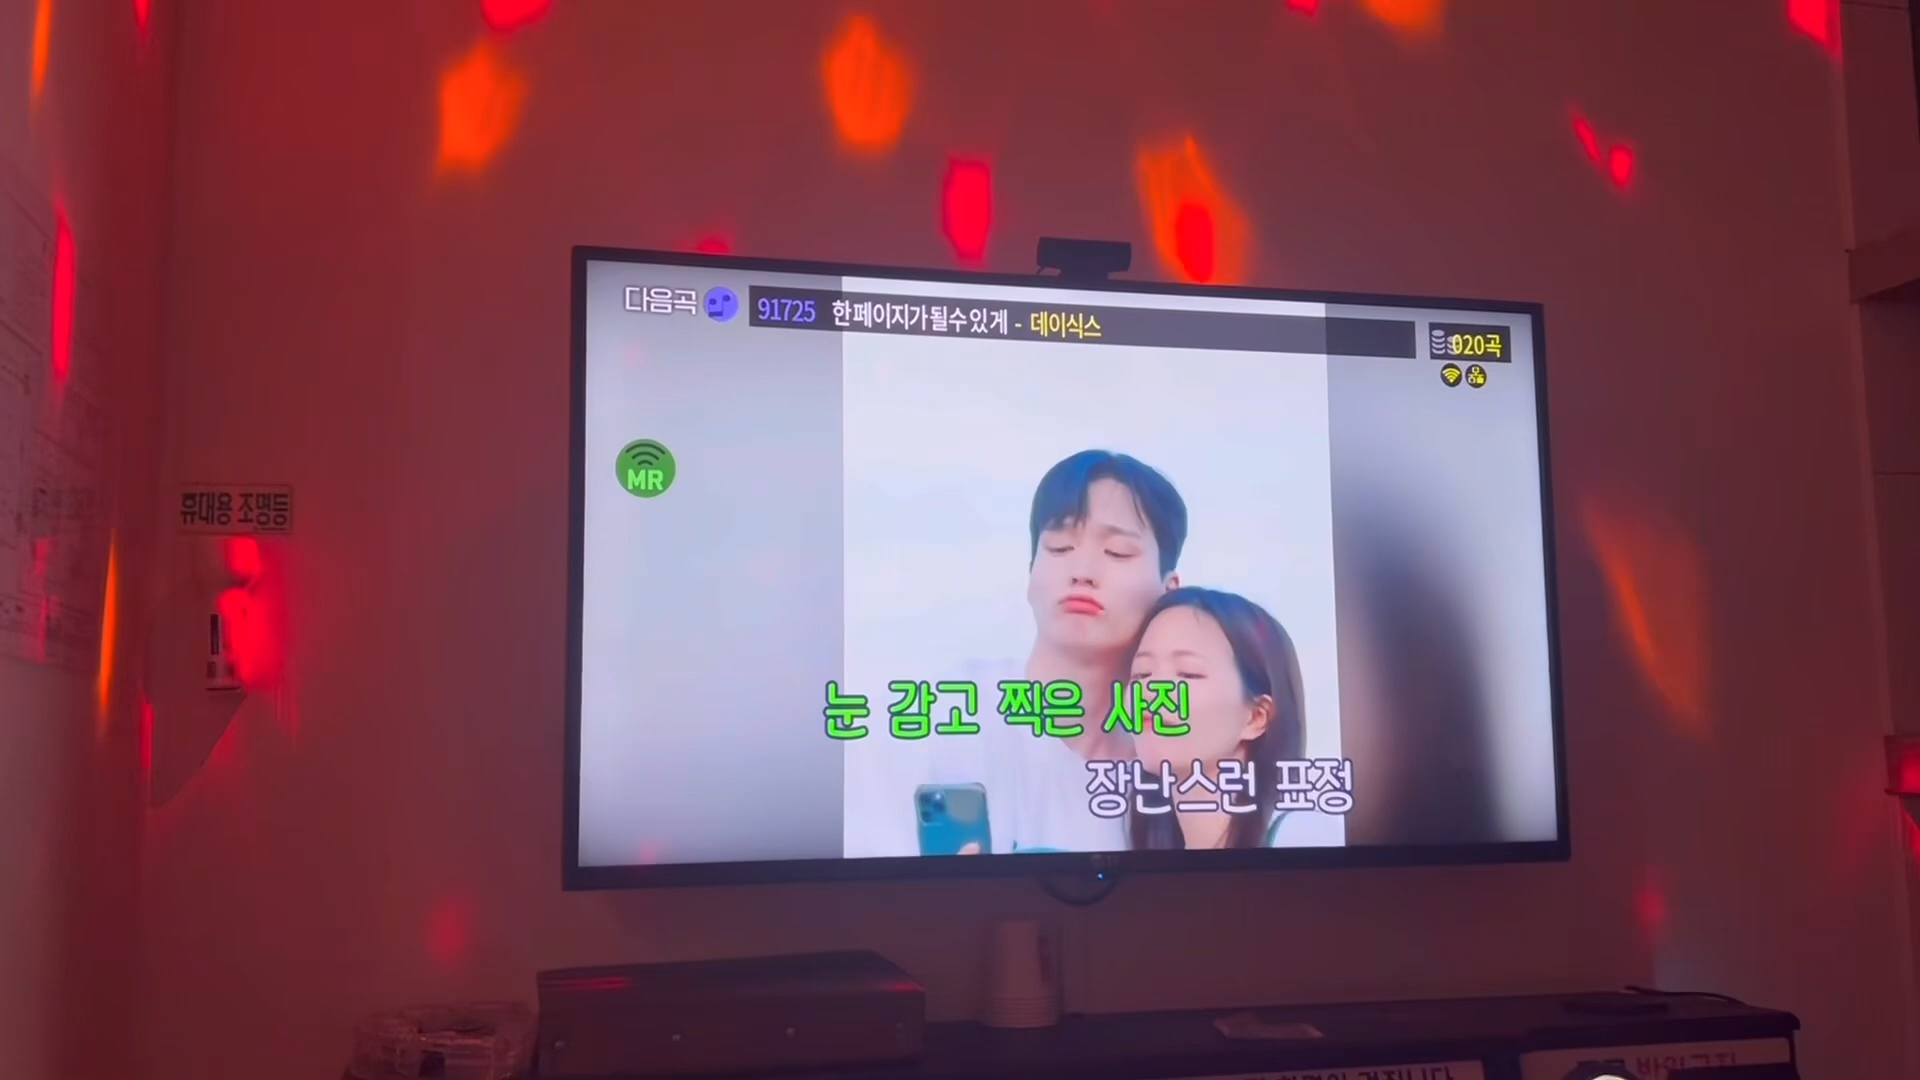 다음곡 91725 한페이지가될수있게 - 데이식스
020곡
MR
휴대용 조명등
눈 감고 찍은 사진
장난스런 표정